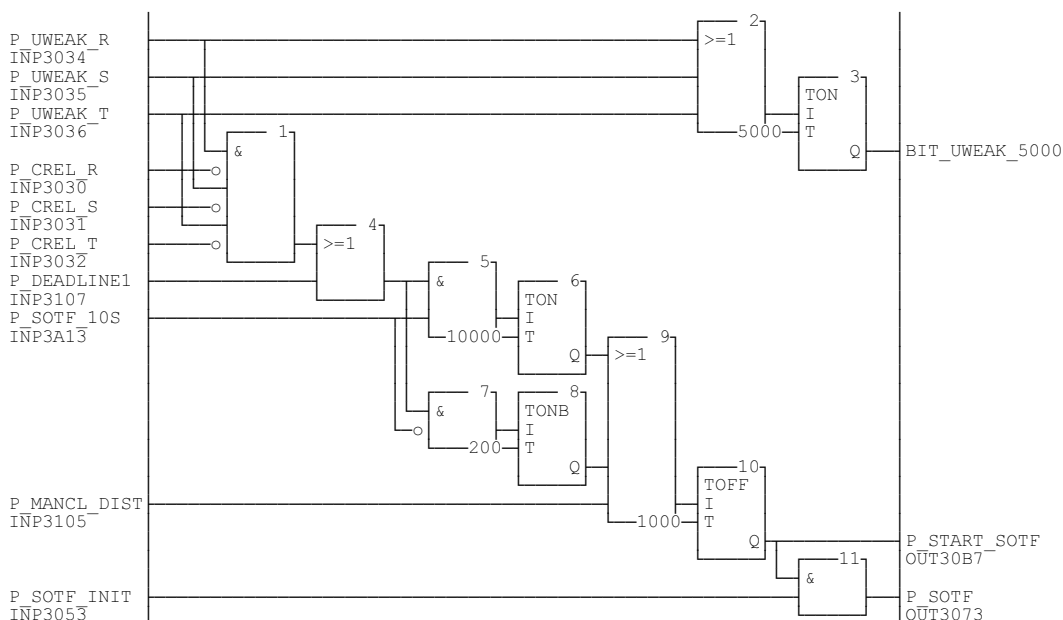 2
P_UWEAK_R
>=1
INP3034
P_UWEAK_S
3
INP3035
TON
P_UWEAK_T
I
INP3036
1
5000
T
&
Q
BIT_UWEAK_5000
P_CREL_R
INP3030
P_CREL_S
INP3031
4
P_CREL_T
>=1
INP3032
5
P_DEADLINE1
&
6
INP3107
TON
P_SOTF_10S
I
INP3A13
10000
T
9
Q
>=1
7
8
&
TONB
I
200
T
Q
10
TOFF
P_MANCL_DIST
I
INP3105
1000
T
Q
P_START_SOTF
11
OUT30B7
&
P_SOTF_INIT
P_SOTF
INP3053
OUT3073